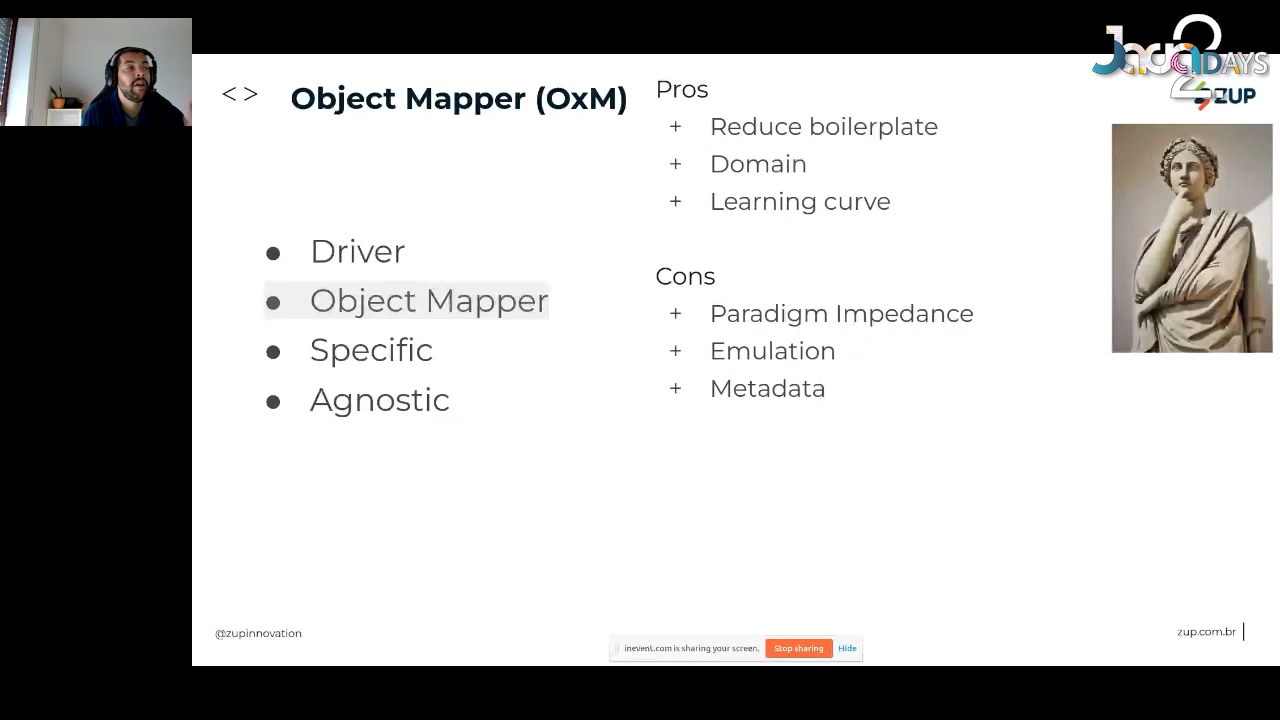 < >
Object Mapper (OxM)
Driver
Object Mapper
Specific
Agnostic
Pros
+ Reduce boilerplate
+ Domain
+ Learning curve
Cons
+ Paradigm Impedance
+ Emulation
+ Metadata
DAYS
ZUP
@zupinnovation
inevent.com is sharing your screen.
Stop sharing
Hide
zup.com.br